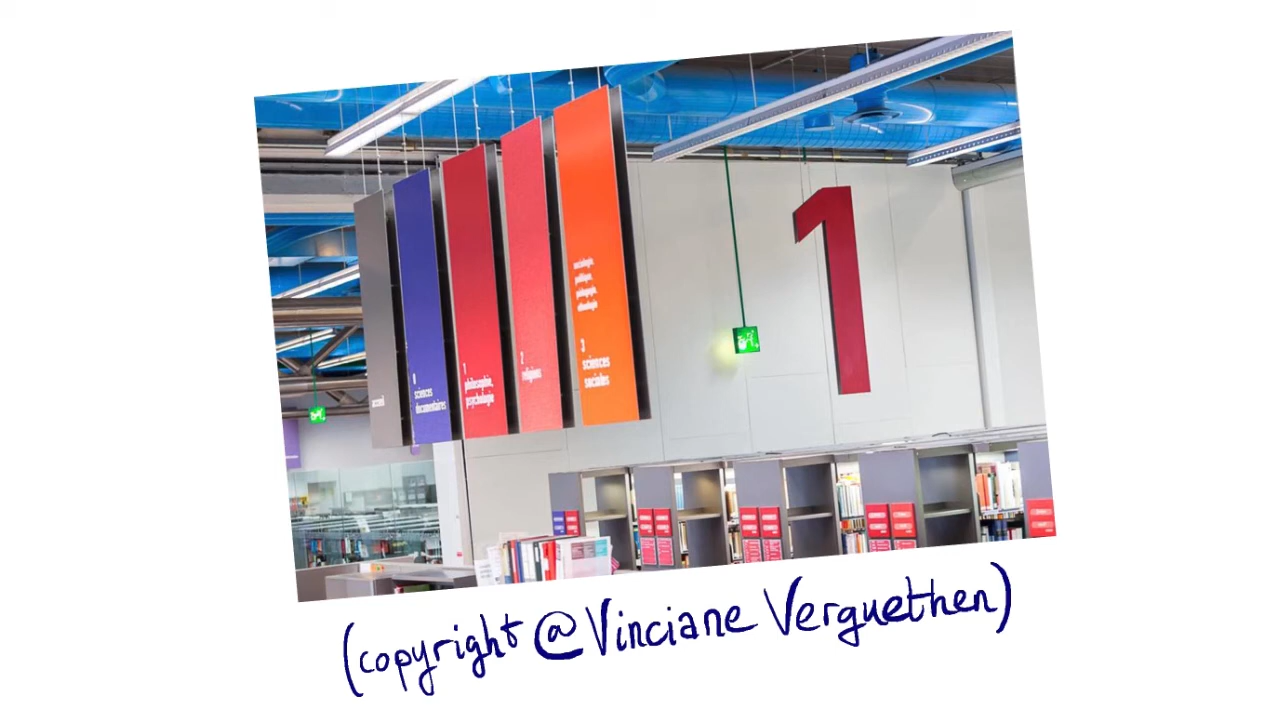 accueil
0
sciences
documentaires
1
philosophie,
psychologie
2
religions
sociologie,
politique,
pédagogie,
ethnologie
3
sciences
sociales
1
(copyright @Vinciane Verguethen)